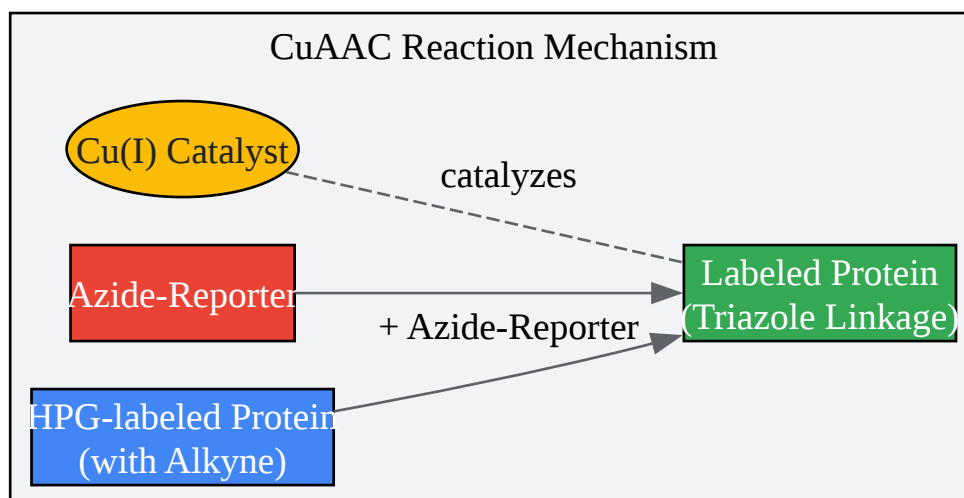 CuAAC Reaction Mechanism
Cu(I) Catalyst
catalyzes
Azide-Reporter
Labeled Protein
(Triazole Linkage)
+ Azide-Reporter
HPG-labeled Protein
(with Alkyne)